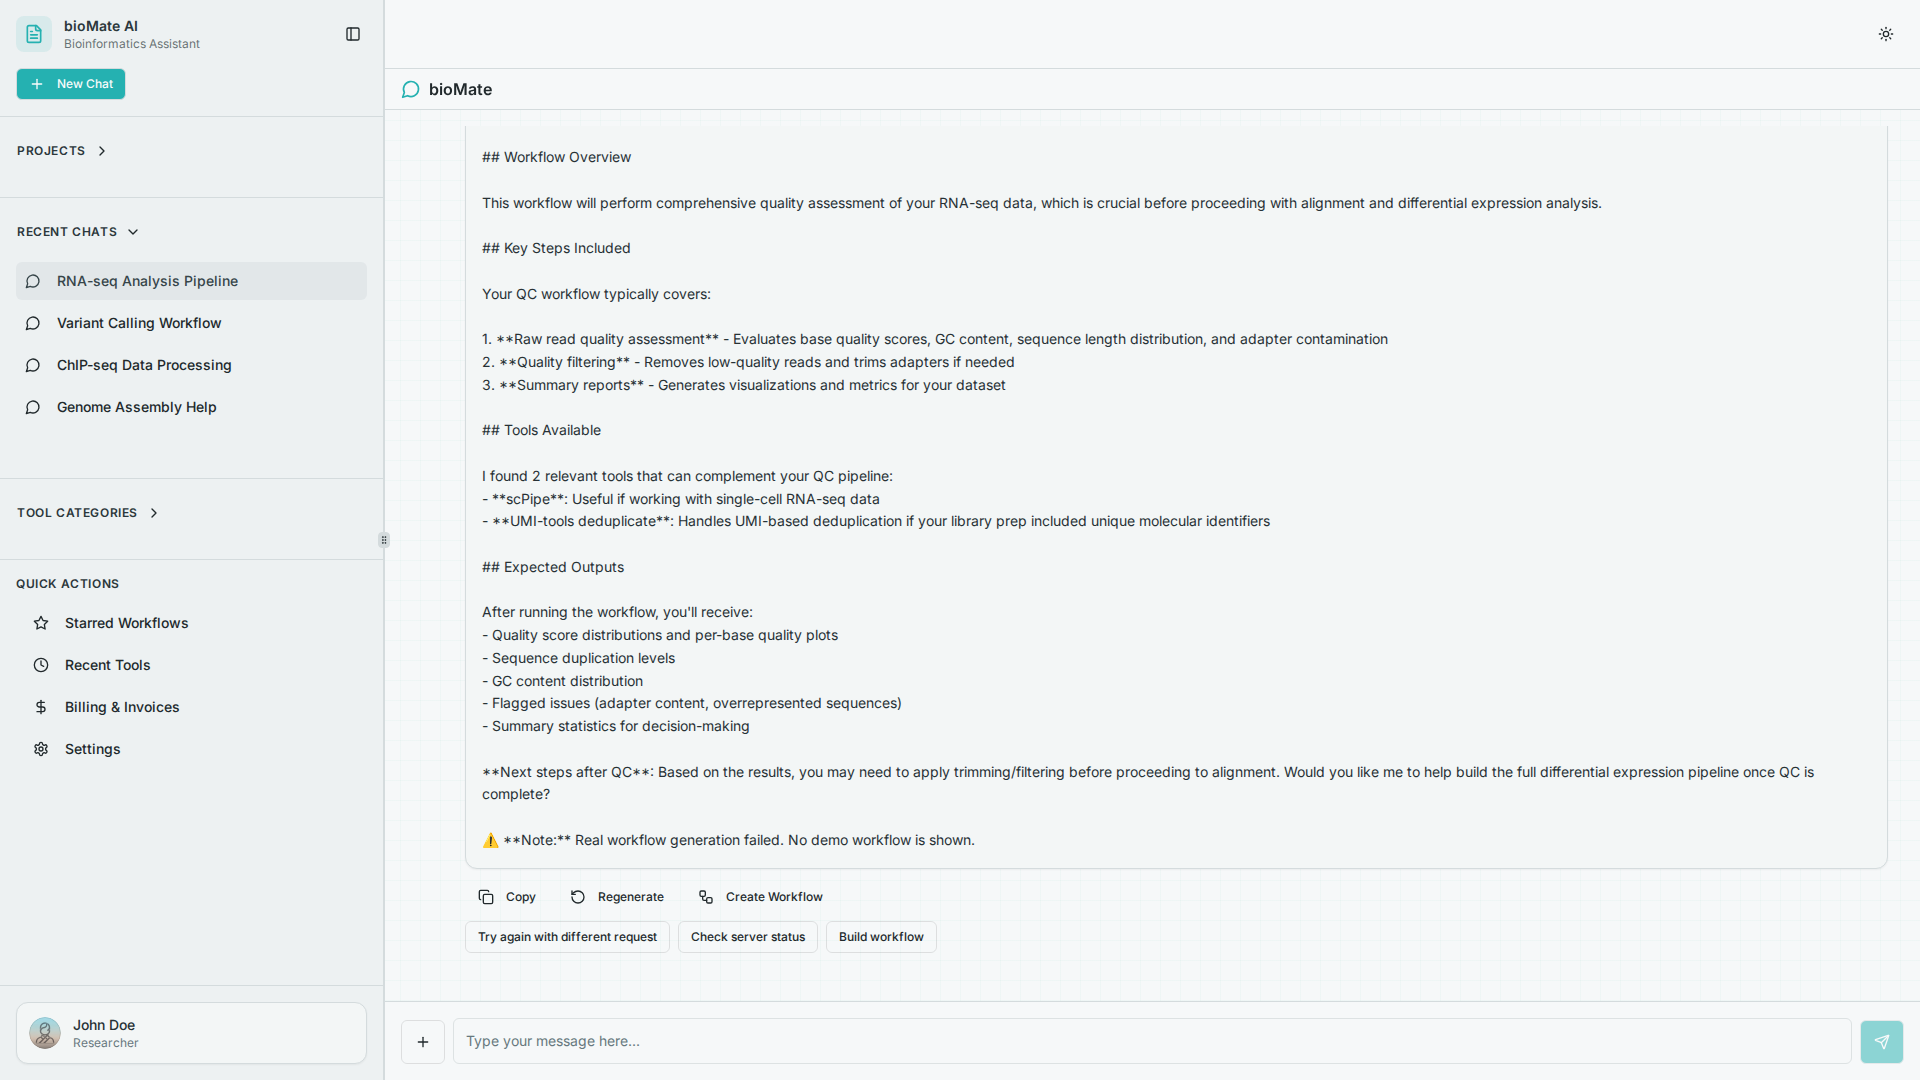 bioMate AI
Bioinformatics Assistant
New Chat
PROJECTS
RECENT CHATS
RNA-seq Analysis Pipeline
Variant Calling Workflow
ChIP-seq Data Processing
Genome Assembly Help
TOOL CATEGORIES
QUICK ACTIONS
Starred Workflows
Recent Tools
Billing & Invoices
Settings
John Doe
Researcher
bioMate
## Workflow Overview
This workflow will perform comprehensive quality assessment of your RNA-seq data, which is crucial before proceeding with alignment and differential expression analysis.
## Key Steps Included
Your QC workflow typically covers:
1. **Raw read quality assessment** - Evaluates base quality scores, GC content, sequence length distribution, and adapter contamination
2. **Quality filtering** - Removes low-quality reads and trims adapters if needed
3. **Summary reports** - Generates visualizations and metrics for your dataset
## Tools Available
I found 2 relevant tools that can complement your QC pipeline:
- **scPipe**: Useful if working with single-cell RNA-seq data
- **UMI-tools deduplicate**: Handles UMI-based deduplication if your library prep included unique molecular identifiers
## Expected Outputs
After running the workflow, you'll receive:
- Quality score distributions and per-base quality plots
- Sequence duplication levels
- GC content distribution
- Flagged issues (adapter content, overrepresented sequences)
- Summary statistics for decision-making
**Next steps after QC**: Based on the results, you may need to apply trimming/filtering before proceeding to alignment. Would you like me to help build the full differential expression pipeline once QC is
complete?
⚠️ **Note:** Real workflow generation failed. No demo workflow is shown.
Copy
Regenerate
Create Workflow
Try again with different request
Check server status
Build workflow
Type your message here...